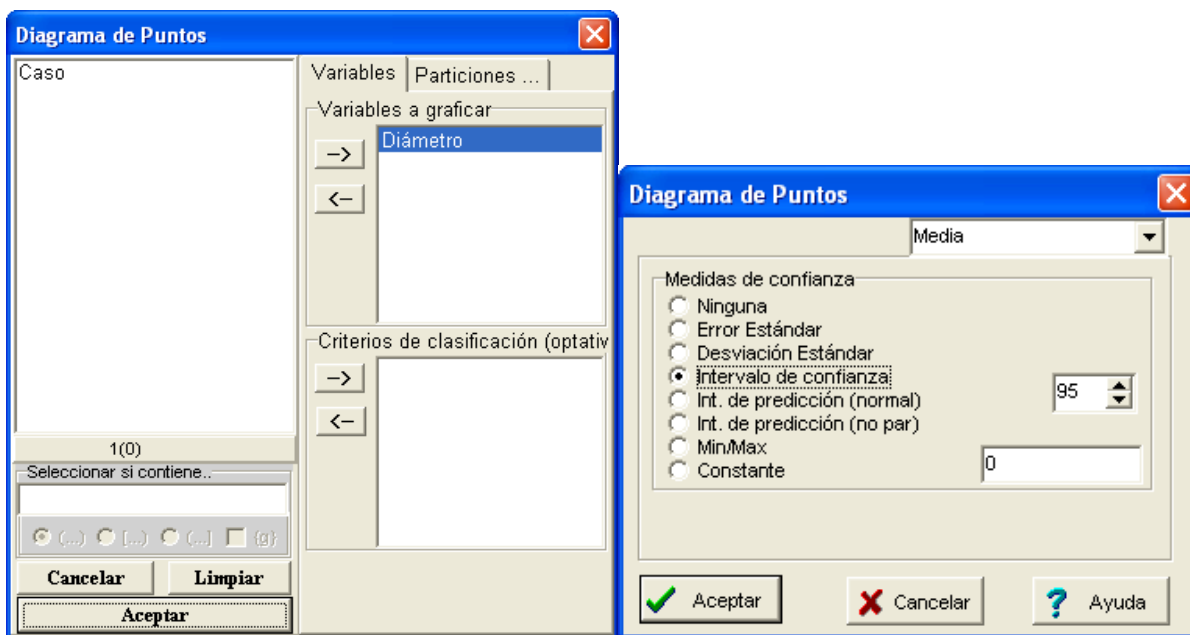 Diagrama de Puntos
Caso
1(0)
Seleccionar si contiene..
(...) [...) (...] {g}
Cancelar Limpiar
Aceptar
Variables Particiones ...
Variables a graficar
-->
Diámetro
<--
Criterios de clasificación (optativ
-->
<--
Diagrama de Puntos
Media
Medidas de confianza
Ninguna
Error Estándar
Desviación Estándar
Intervalo de confianza
95
Int. de predicción (normal)
Int. de predicción (no par)
Min/Max
Constante
0
Aceptar Cancelar ? Ayuda